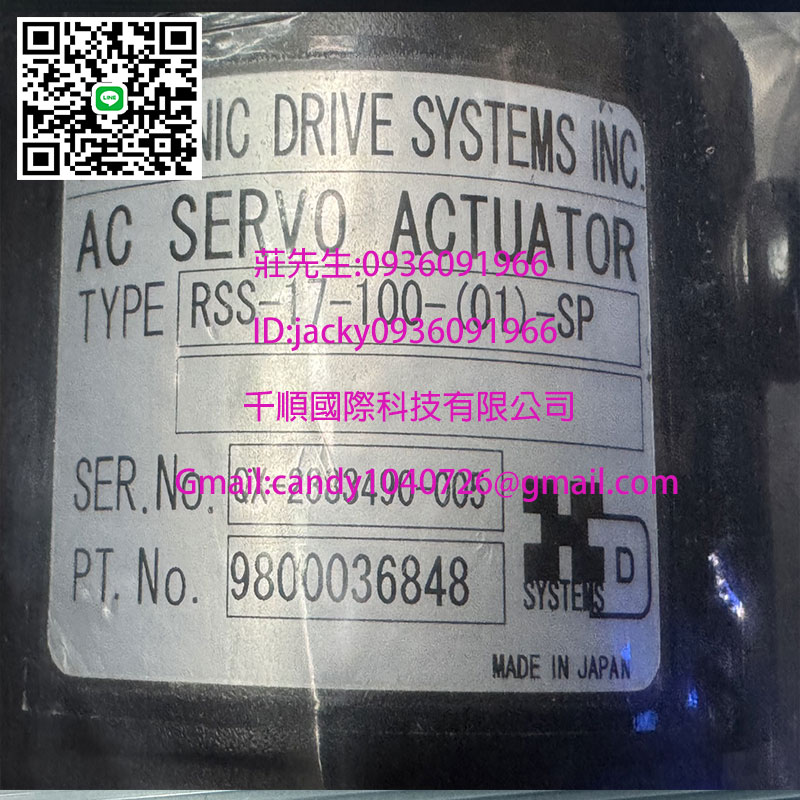 LINE
NIC DRIVE SYSTEMS INC.
AC SERVO ACTUATOR
莊先生:0936091966
TYPE RSS-17-100-(01)-SP
ID:jacky0936091966
千順國際科技有限公司
SER.No.
Gmail:candy1040726@gmail.com
PT.No. 9800036848
H D
SYSTEMS
MADE IN JAPAN